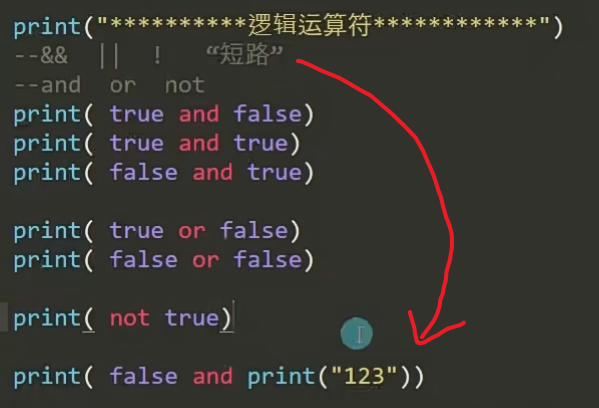 print("**********逻辑运算符************")
--&&  ||  !   “短路”
--and  or  not
print( true and false)
print( true and true)
print( false and true)
print( true or false)
print( false or false)
print( not true)
print( false and print("123"))